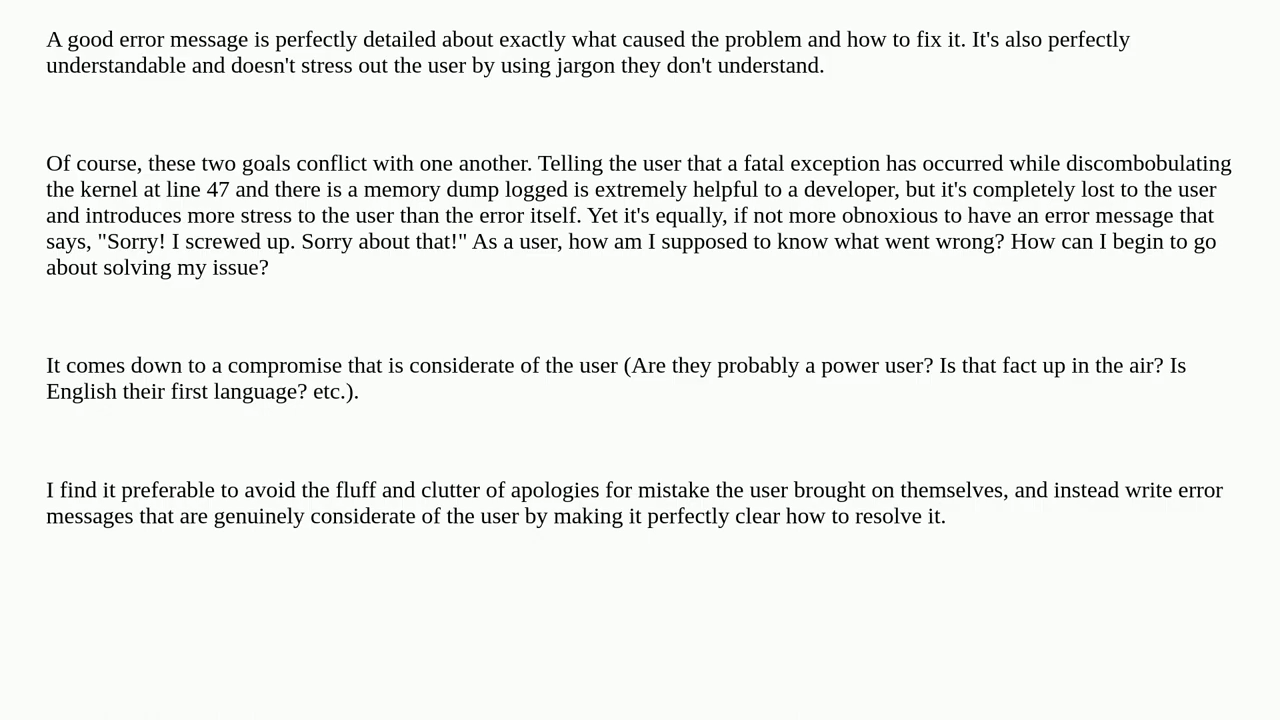 A good error message is perfectly detailed about exactly what caused the problem and how to fix it. It's also perfectly
understandable and doesn't stress out the user by using jargon they don't understand.
Of course, these two goals conflict with one another. Telling the user that a fatal exception has occurred while discombobulating
the kernel at line 47 and there is a memory dump logged is extremely helpful to a developer, but it's completely lost to the user
and introduces more stress to the user than the error itself. Yet it's equally, if not more obnoxious to have an error message that
says, "Sorry! I screwed up. Sorry about that!" As a user, how am I supposed to know what went wrong? How can I begin to go
about solving my issue?
It comes down to a compromise that is considerate of the user (Are they probably a power user? Is that fact up in the air? Is
English their first language? etc.).
I find it preferable to avoid the fluff and clutter of apologies for mistake the user brought on themselves, and instead write error
messages that are genuinely considerate of the user by making it perfectly clear how to resolve it.